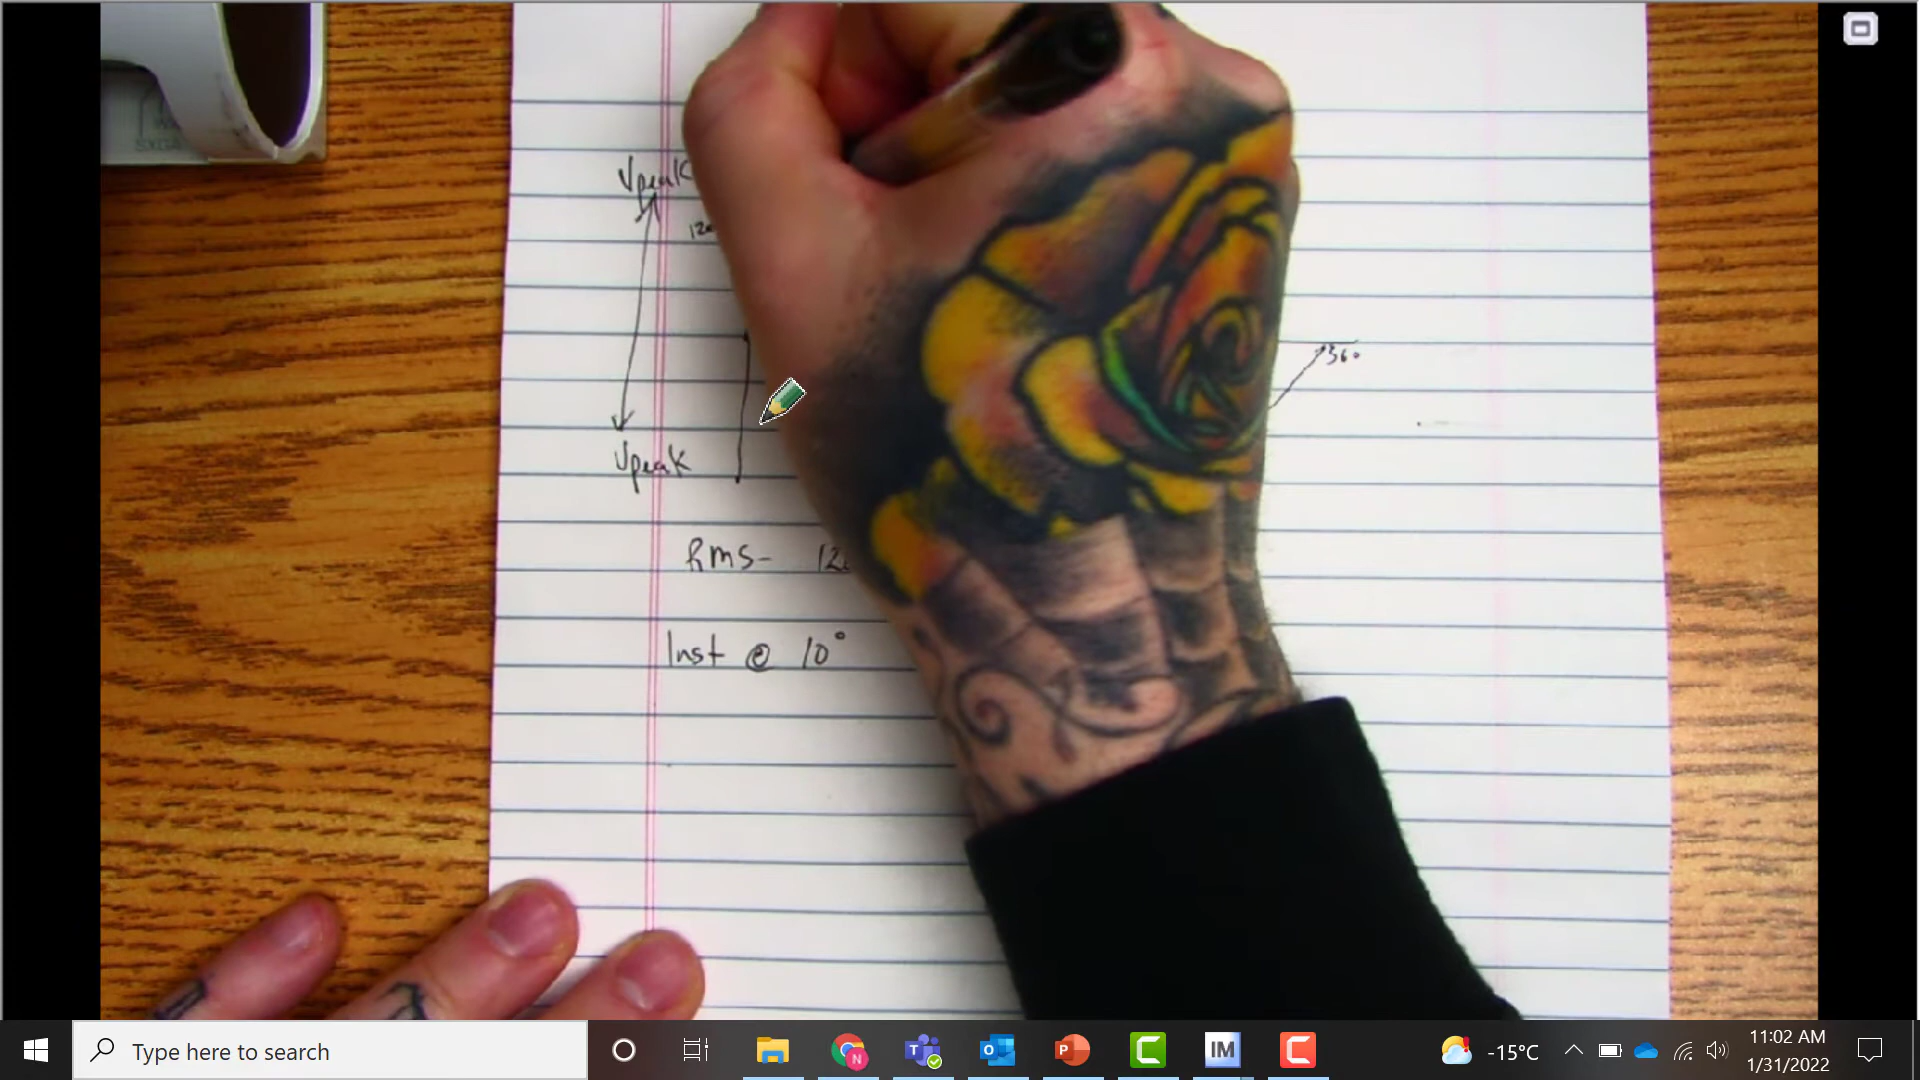 Vpeak
360
Vpeak
RMS-
Inst @ 10°
Type here to search
-15°C
11:02 AM
1/31/2022